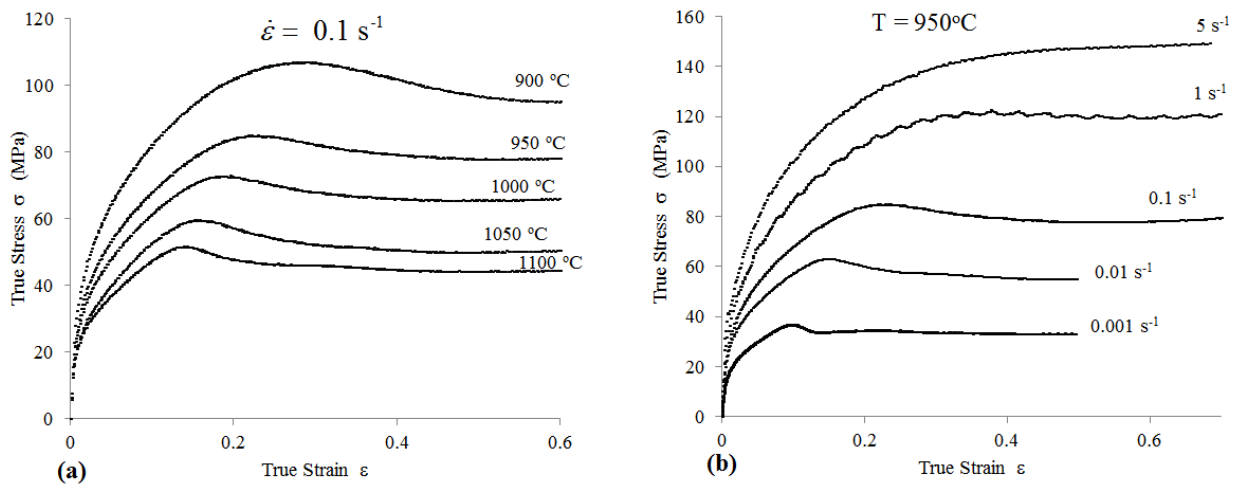 ε̇ = 0.1 s⁻¹
120
100
80
60
40
20
0
True Stress σ (MPa)
900 °C
950 °C
1000 °C
1050 °C
1100 °C
0
0.2
0.4
0.6
True Strain ε
(a)
T = 950°C
160
140
120
100
80
60
40
20
0
True Stress σ (MPa)
5 s⁻¹
1 s⁻¹
0.1 s⁻¹
0.01 s⁻¹
0.001 s⁻¹
0
0.2
0.4
0.6
True Strain ε
(b)